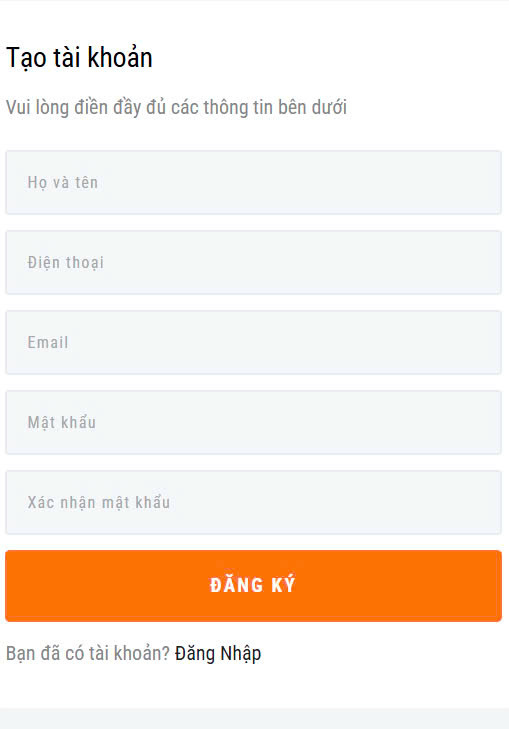 Tạo tài khoản
Vui lòng điền đầy đủ các thông tin bên dưới
Họ và tên
Điện thoại
Email
Mật khẩu
Xác nhận mật khẩu
ĐĂNG KÝ
Bạn đã có tài khoản? Đăng Nhập